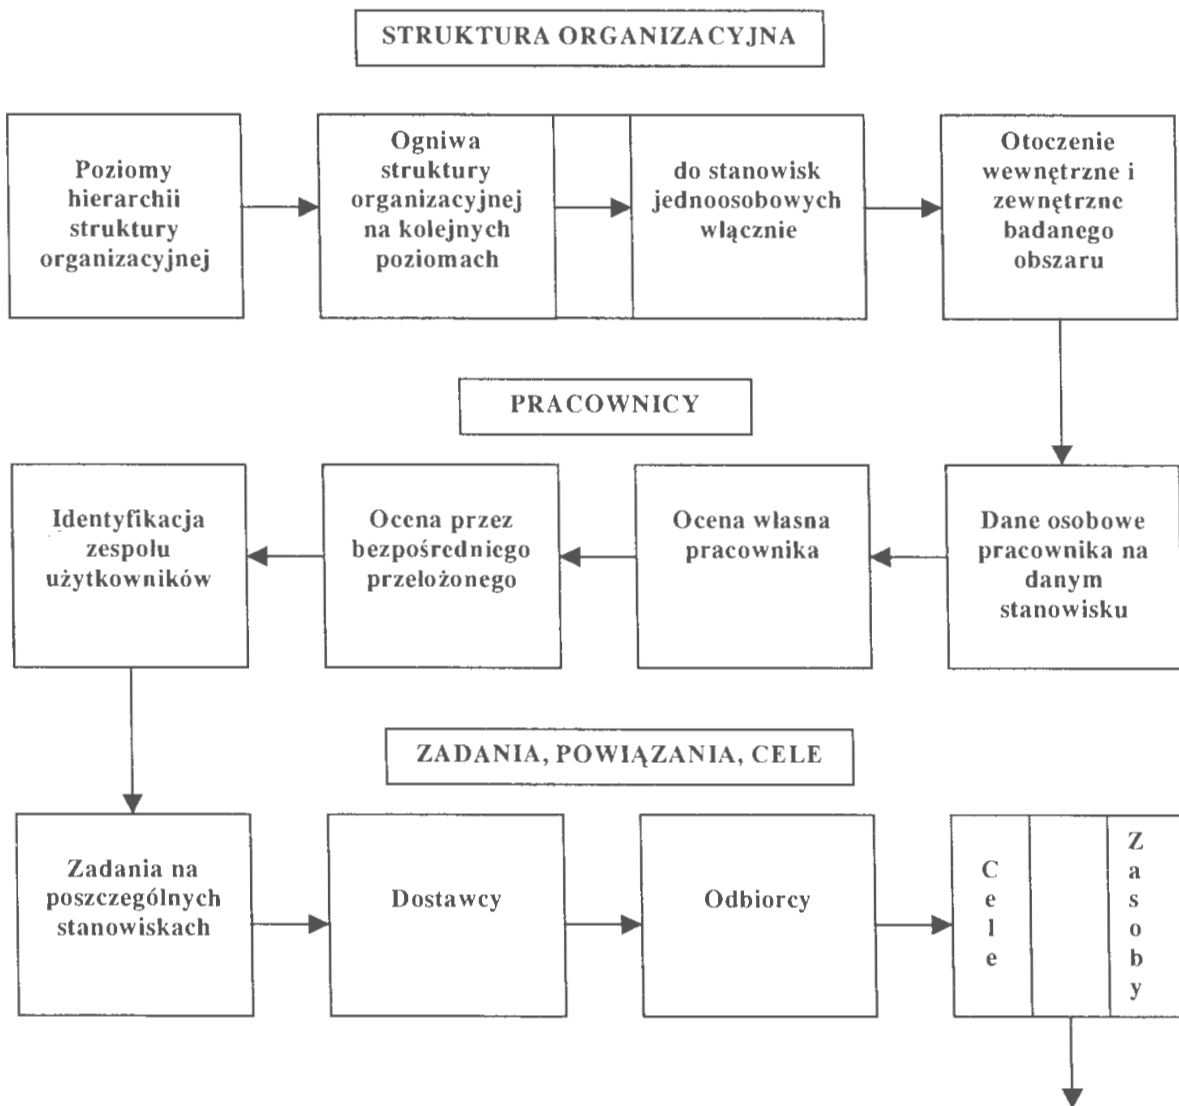 STRUKTURA ORGANIZACYJNA
Poziomy
hierarchii
struktury
organizacyjnej
Ogniwa
struktury
organizacyjnej
na kolejnych
poziomach
do stanowisk
jednoosobowych
włącznie
Otoczenie
wewnętrzne i
zewnętrzne
badanego
obszaru
PRACOWNICY
Identyfikacja
zespołu
użytkowników
Ocena przez
bezpośredniego
przełożonego
Ocena własna
pracownika
Dane osobowe
pracownika na
danym
stanowisku
ZADANIA, POWIĄZANIA, CELE
Zadania na
poszczególnych
stanowiskach
Dostawcy
Odbiorcy
Cele
Zasoby